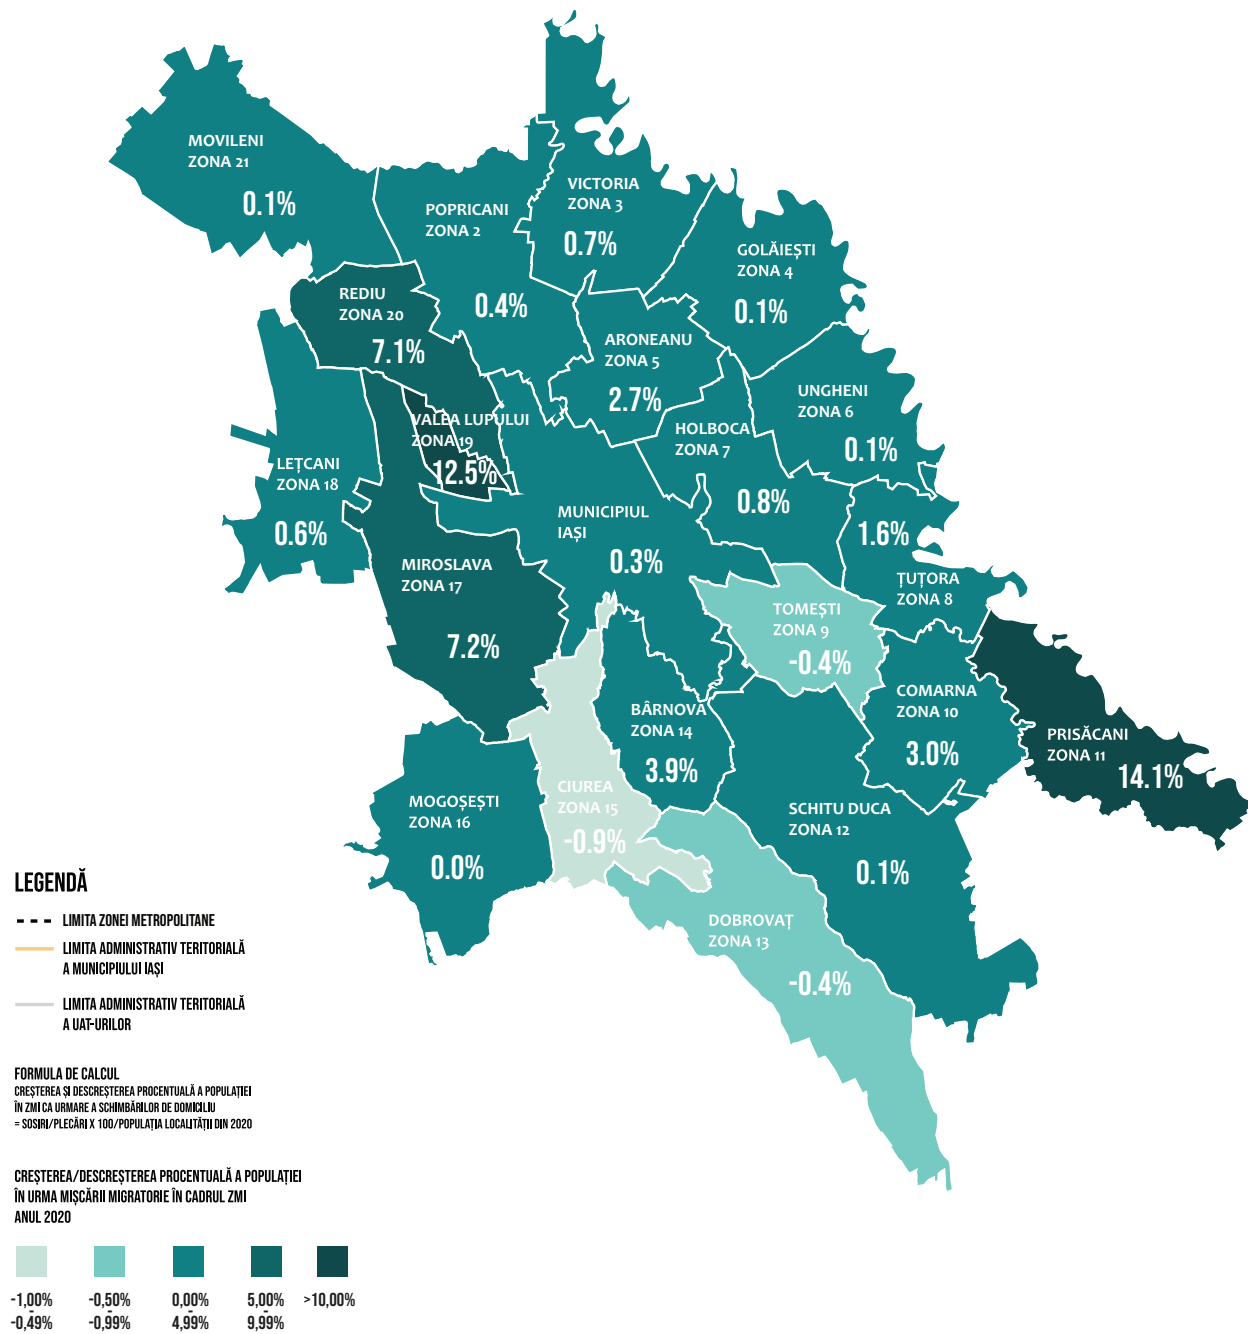 MOVILENI
ZONA 21
0.1%
POPRICANI
ZONA 2
0.4%
VICTORIA
ZONA 3
0.7%
GOLĂIEȘTI
ZONA 4
0.1%
REDIU
ZONA 20
7.1%
ARONEANU
ZONA 5
2.7%
UNGHENI
ZONA 6
0.1%
VALEA LUPULUI
ZONA 19
12.5%
HOLBOCA
ZONA 7
0.8%
LEȚCANI
ZONA 18
0.6%
MUNICIPIUL
IAȘI
0.3%
1.6%
ȚUȚORA
ZONA 8
MIROSLAVA
ZONA 17
7.2%
TOMEȘTI
ZONA 9
-0.4%
COMARNA
ZONA 10
3.0%
BÂRNOVA
ZONA 14
3.9%
PRISĂCANI
ZONA 11
14.1%
CIUREA
ZONA 15
-0.9%
MOGOȘEȘTI
ZONA 16
0.0%
SCHITU DUCA
ZONA 12
0.1%
DOBROVAȚ
ZONA 13
-0.4%
LEGENDĂ
LIMITA ZONEI METROPOLITANE
LIMITA ADMINISTRATIV TERITORIALĂ
A MUNICIPIULUI IAȘI
LIMITA ADMINISTRATIV TERITORIALĂ
A UAT-URILOR
FORMULA DE CALCUL
CREȘTEREA ȘI DESCREȘTEREA PROCENTUALĂ A POPULAȚIEI
ÎN ZMI CA URMARE A SCHIMBĂRILOR DE DOMICILIU
= SOSIRI/PLECĂRI X 100/POPULAȚIA LOCALITĂȚII DIN 2020
CREȘTEREA/DESCREȘTEREA PROCENTUALĂ A POPULAȚIEI
ÎN URMA MIȘCĂRII MIGRATORIE ÎN CADRUL ZMI
ANUL 2020
-1,00%
-
-0,49%
-0,50%
-
-0,99%
0,00%
-
4,99%
5,00%
-
9,99%
>10,00%